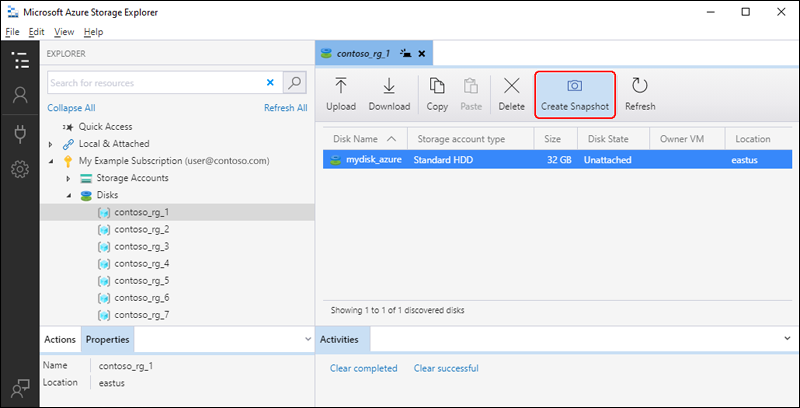 Microsoft Azure Storage Explorer
File Edit View Help
EXPLORER
Search for resources
Collapse All Refresh All
Quick Access
Local & Attached
My Example Subscription (user@contoso.com)
Storage Accounts
Disks
contoso_rg_1
contoso_rg_2
contoso_rg_3
contoso_rg_4
contoso_rg_5
contoso_rg_6
contoso_rg_7
Actions Properties
Name contoso_rg_1
Location eastus
contoso_rg_1
Upload Download Copy Paste Delete Create Snapshot Refresh
Disk Name Storage account type Size Disk State Owner VM Location
mydisk_azure Standard HDD 32 GB Unattached eastus
Showing 1 to 1 of 1 discovered disks
Activities
Clear completed Clear successful